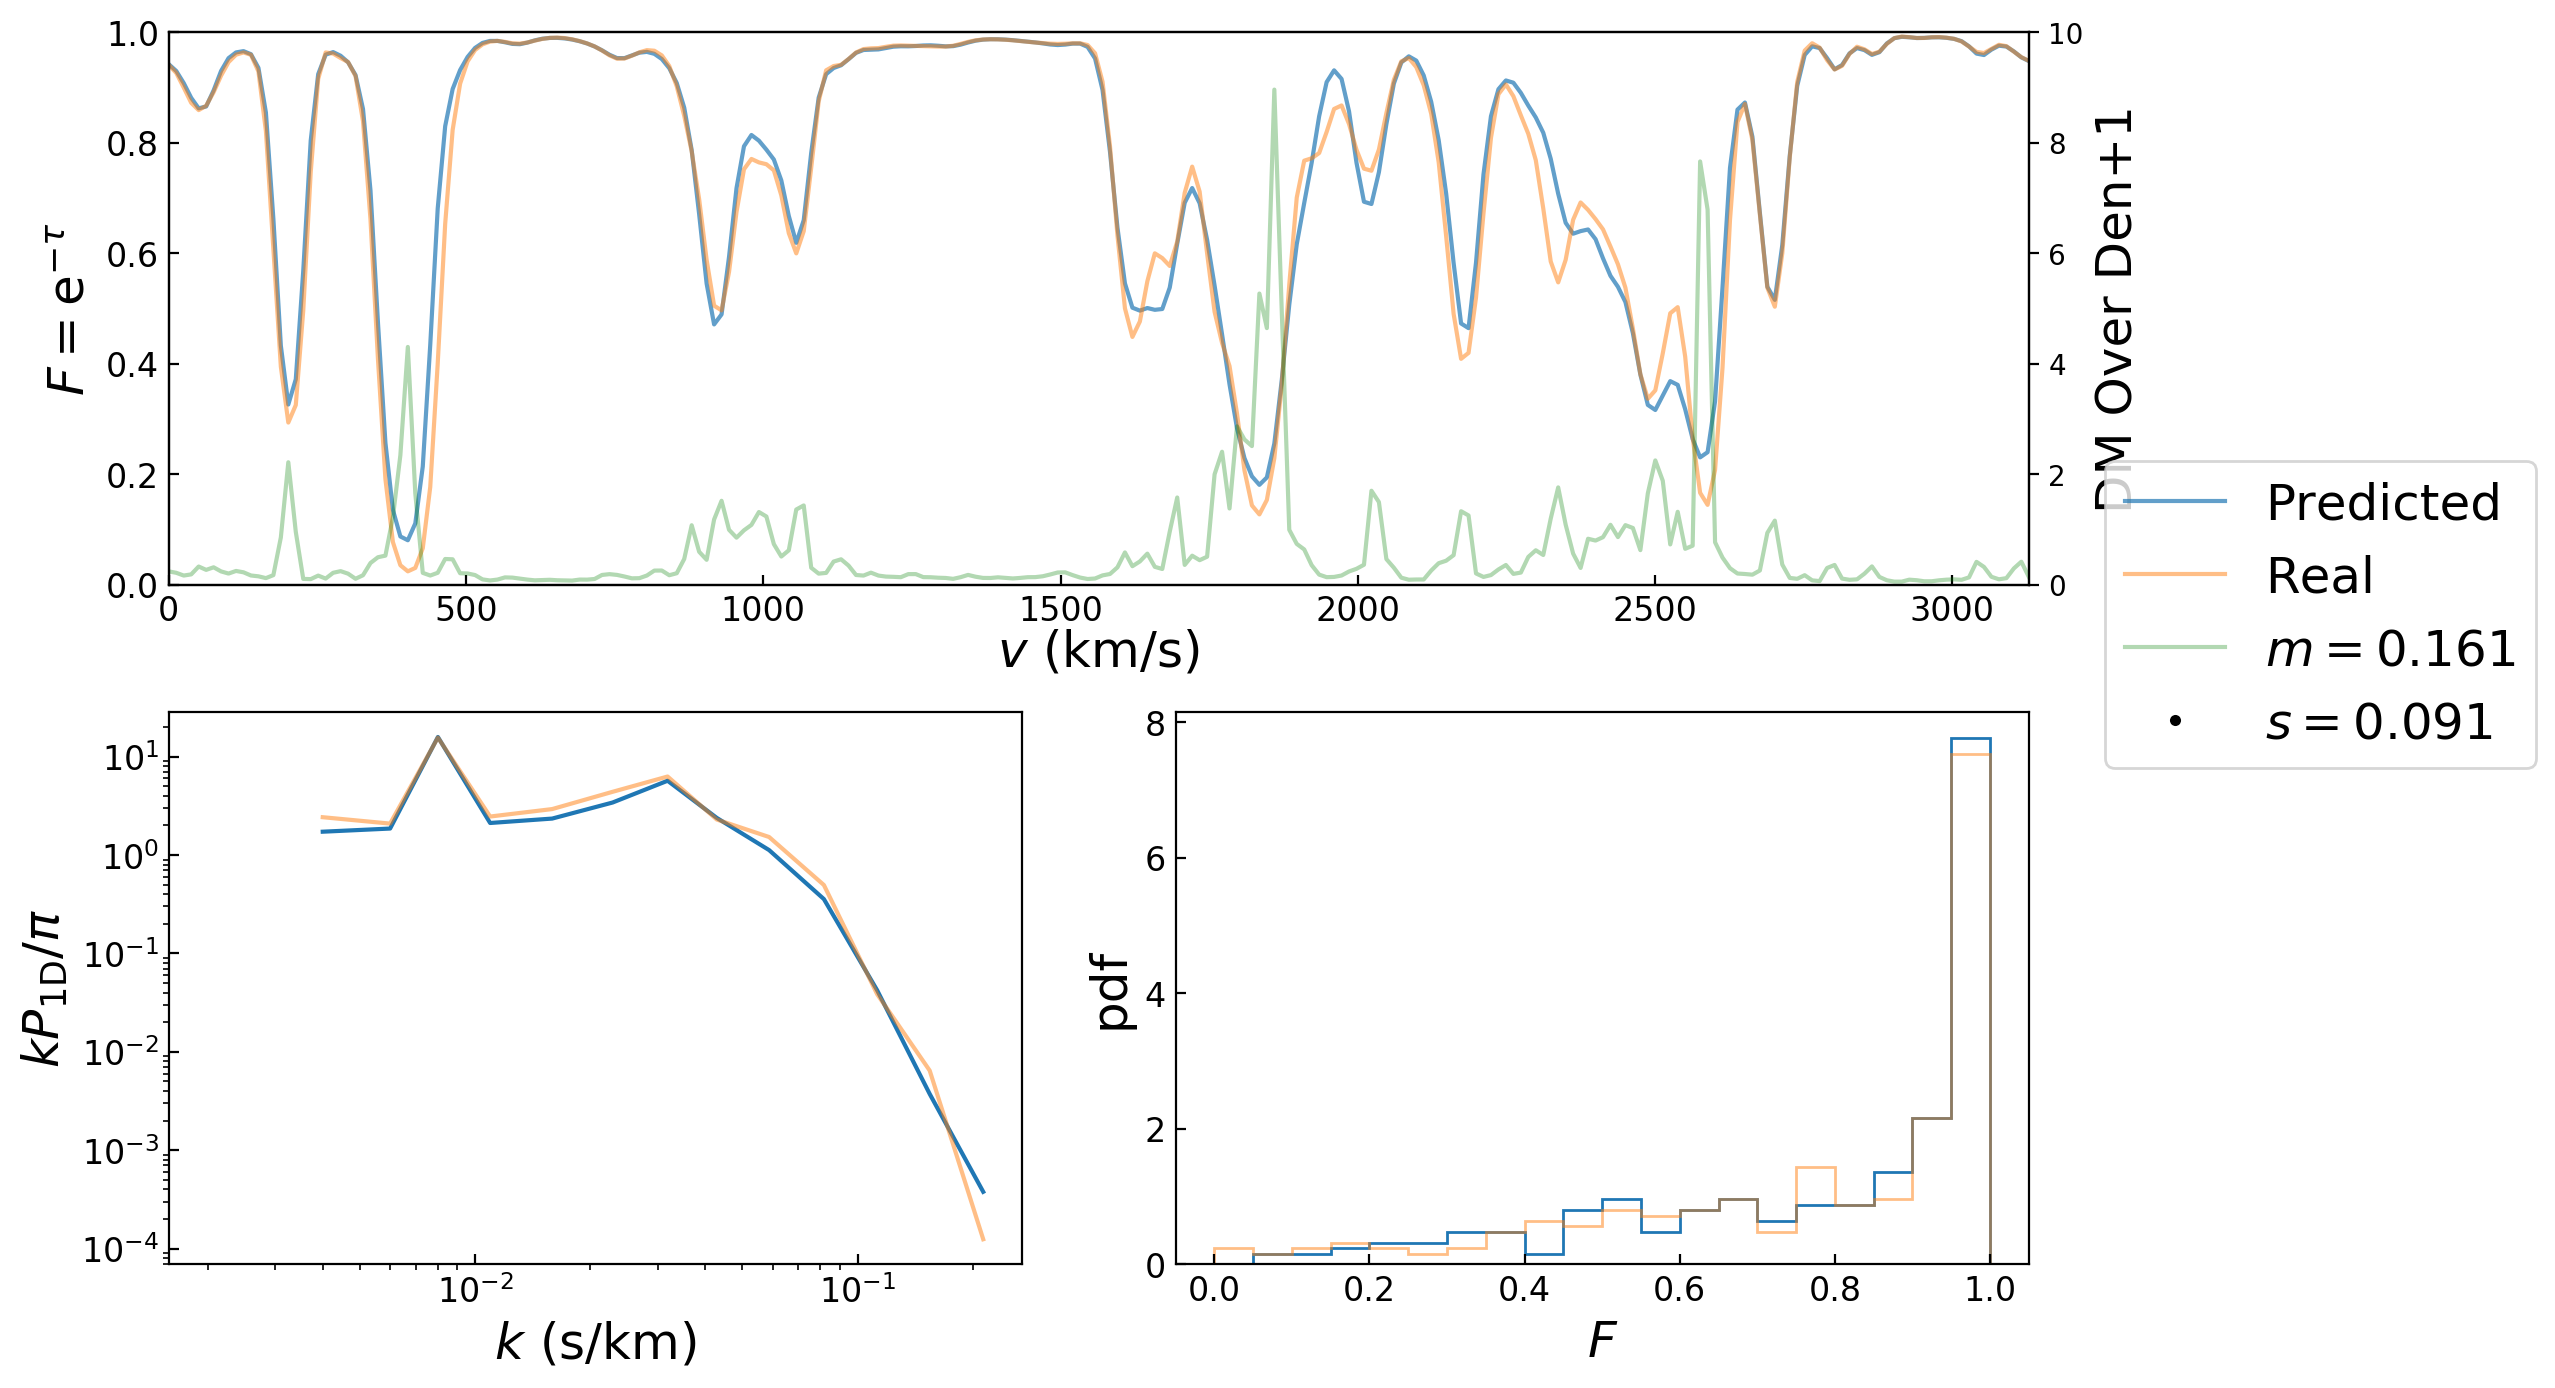 1.0
0.8
0.6
0.4
0.2
0.0
F = e^{-τ}
0 500 1000 1500 2000 2500 3000
v (km/s)
10
8
6
4
2
0
DM Over Den+1
Predicted
Real
m = 0.161
s = 0.091
10^1
10^0
10^{-1}
10^{-2}
10^{-3}
10^{-4}
kP_{1D}/π
10^{-2} 10^{-1}
k (s/km)
8
6
4
2
0
pdf
0.0 0.2 0.4 0.6 0.8 1.0
F